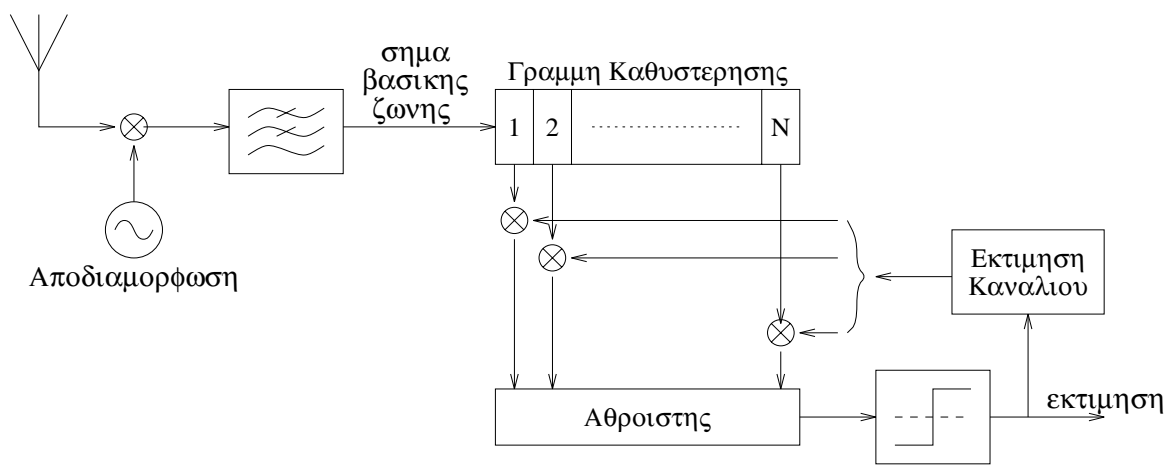 σημα
βασικης
ζωνης
Γραμμη Καθυστερησης
1 2 N
Αποδιαμορφωση
Εκτιμηση
Καναλιου
Αθροιστης
εκτιμηση